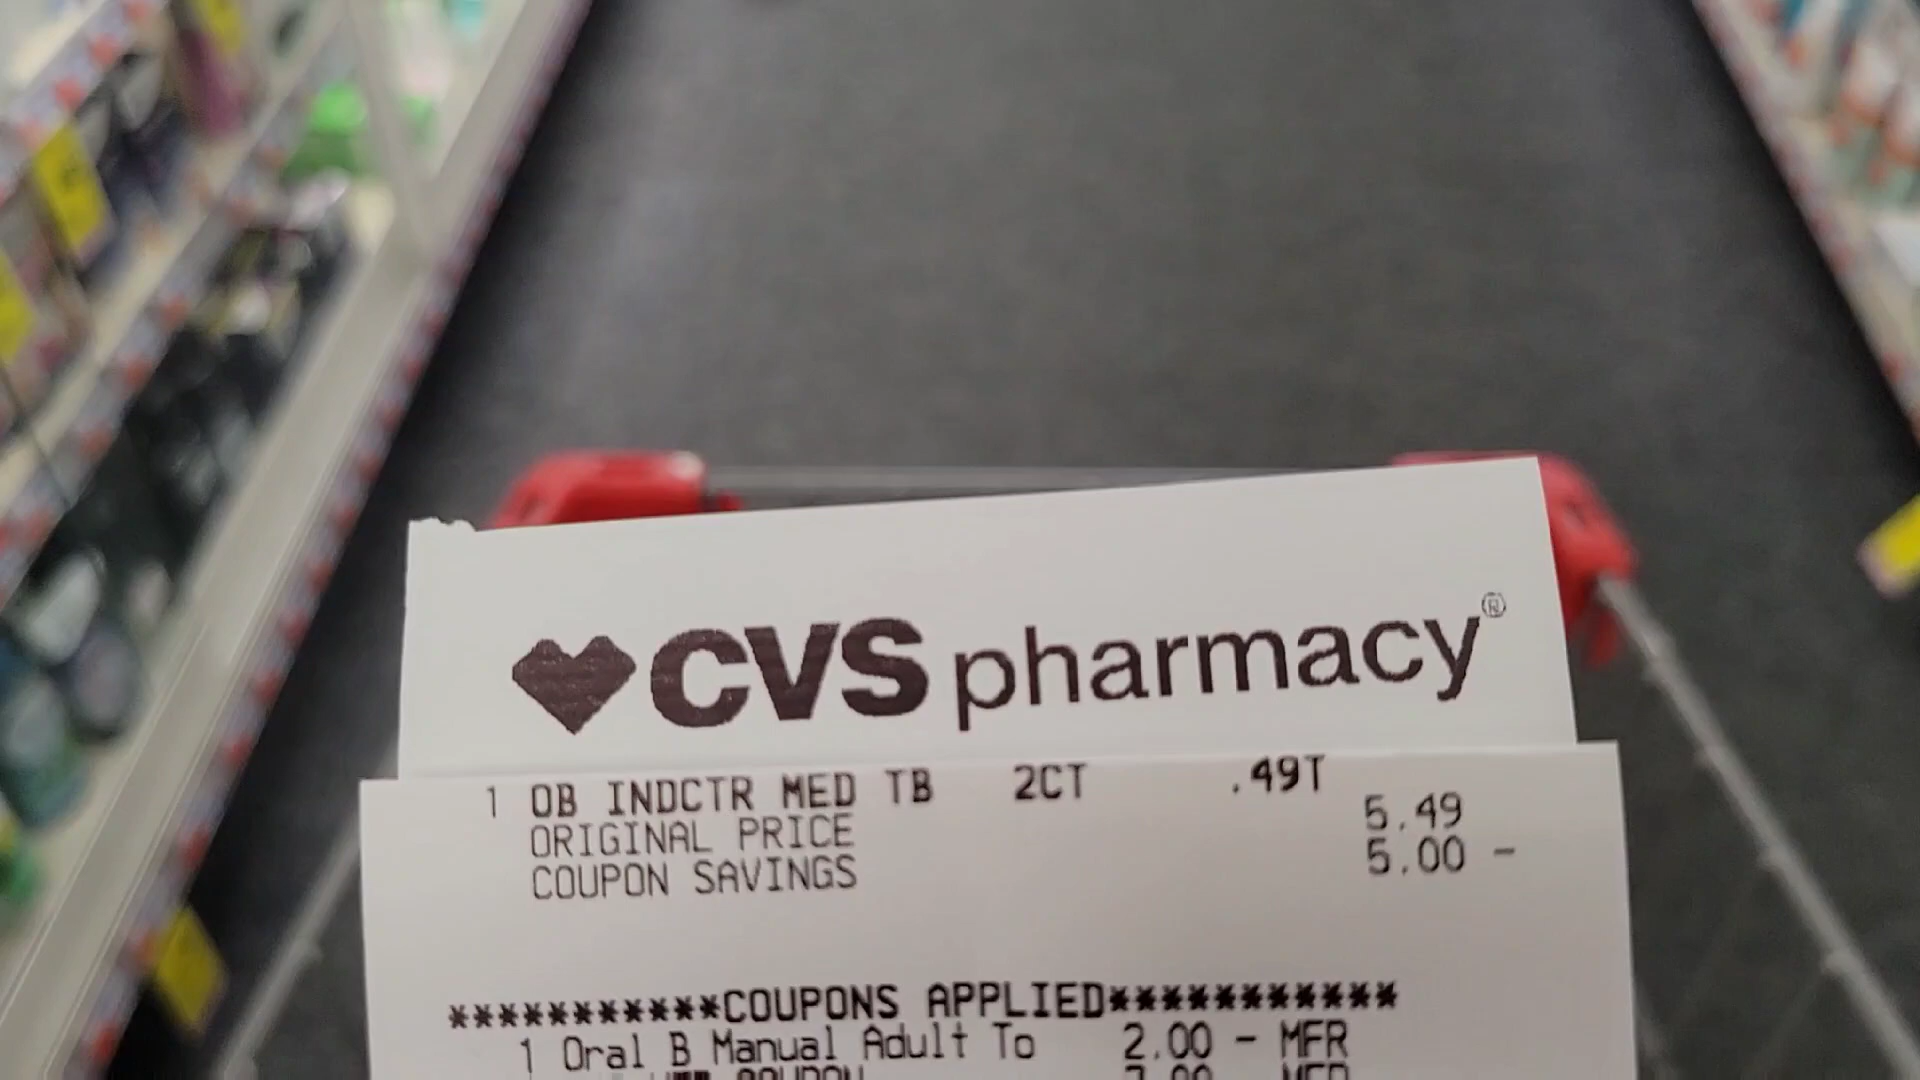 CVS pharmacy®
1 OB INDCTR MED TB 2CT .49T
ORIGINAL PRICE 5.49
COUPON SAVINGS 5.00 -
***********COUPONS APPLIED************
1 Oral B Manual Adult To 2.00 - MFR